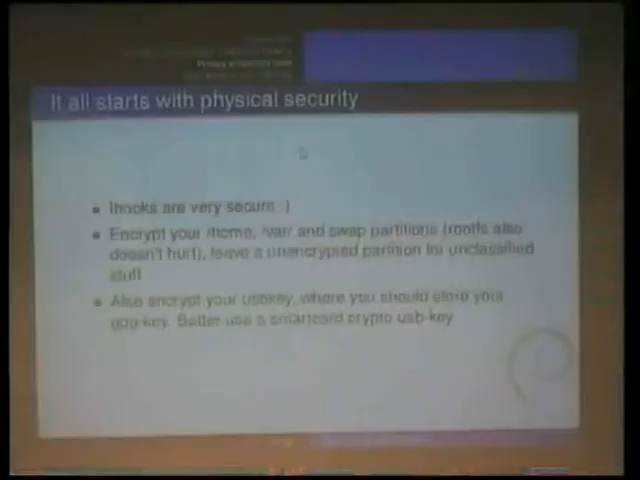 It all starts with physical security
Ibooks are very secure :)
Encrypt your /home, /var/ and swap partitions (rootfs also
doesn't hurt), leave a unencrypted partition for unclassified
stuff
Also encrypt your usbkey, where you should store your
gpg-key. Better use a smartcard crypto usb-key